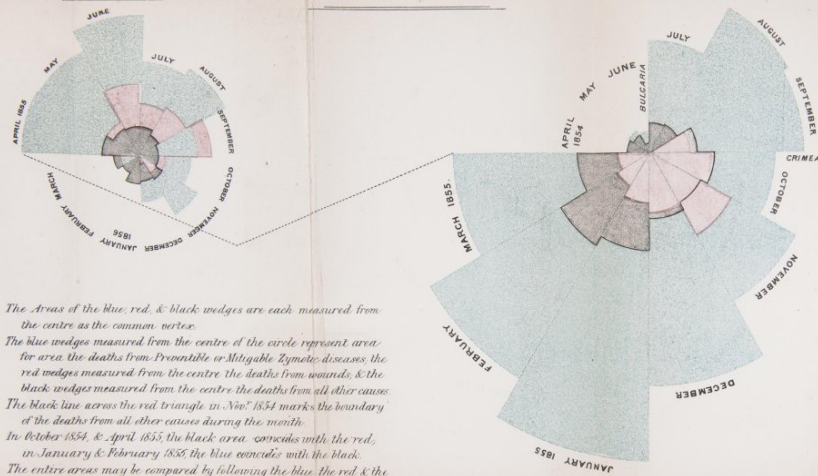 JUNE
JULY
AUGUST
MAY
SEPTEMBER
APRIL 1855
OCTOBER
NOVEMBER
DECEMBER
1856
JANUARY
FEBRUARY
MARCH
JULY
AUGUST
JUNE
MAY
BULGARIA
SEPTEMBER
APRIL
1854
CRIMEA
OCTOBER
MARCH 1855.
NOVEMBER
FEBRUARY
DECEMBER
JANUARY 1855
The Areas of the blue, red, & black wedges are each measured from
the centre as the common vertex.
The blue wedges measured from the centre of the circle represent area
for area the deaths from Preventible or Mitigable Zymotic diseases; the
red wedges measured from the centre the deaths from wounds; & the
black wedges measured from the centre the deaths from all other causes.
The black line across the red triangle in Nov.r 1854 marks the boundary
of the deaths from all other causes during the month.
In October 1854, & April 1855, the black area coincides with the red;
in January & February 1856, the blue coincides with the black.
The entire areas may be compared by following the blue, the red & the